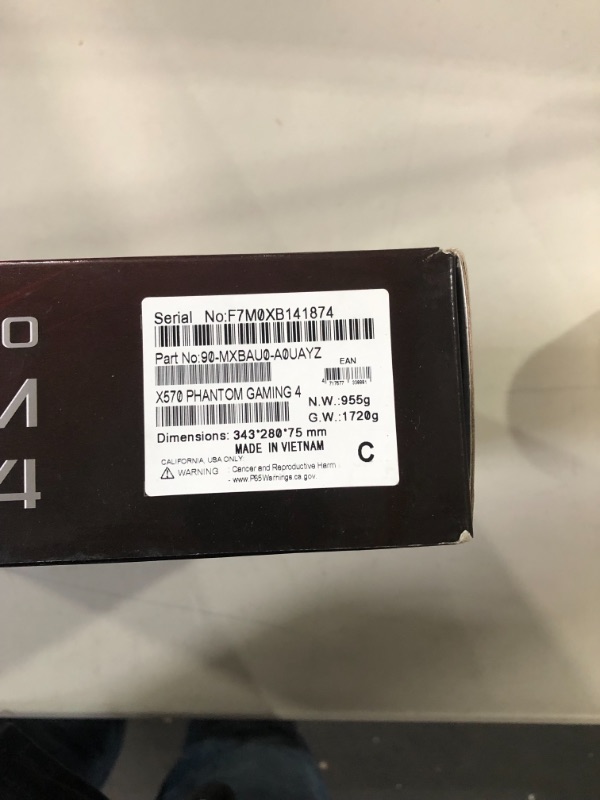 O
M
4
Serial No:F7M0XB141874
Part No:90-MXBAU0-A0UAYZ
EAN
X570 PHANTOM GAMING 4
N.W.:955g
G.W.:1720g
Dimensions: 343*280*75 mm
MADE IN VIETNAM
C
CALIFORNIA, USA ONLY
WARNING : Cancer and Reproductive Harm
- www.P65Warnings.ca.gov